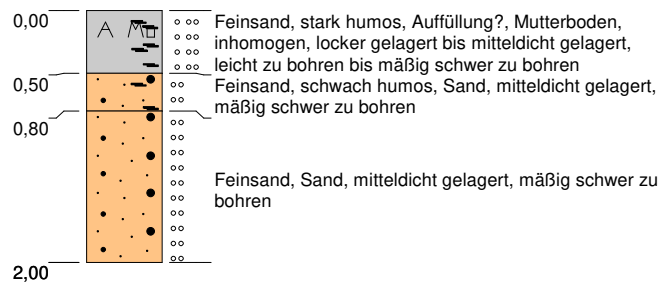 0,00
A Mu
Feinsand, stark humos, Auffüllung?, Mutterboden,
inhomogen, locker gelagert bis mitteldicht gelagert,
leicht zu bohren bis mäßig schwer zu bohren
0,50
Feinsand, schwach humos, Sand, mitteldicht gelagert,
mäßig schwer zu bohren
0,80
Feinsand, Sand, mitteldicht gelagert, mäßig schwer zu
bohren
2,00